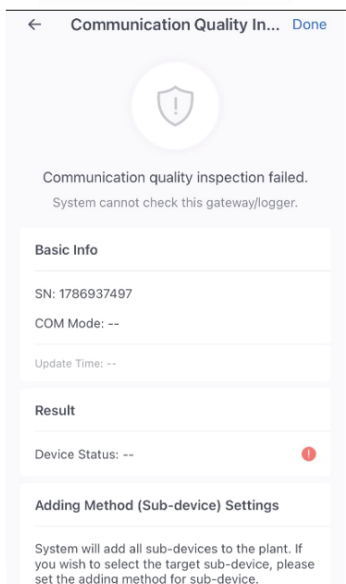 ← Communication Quality In... Done
!
Communication quality inspection failed.
System cannot check this gateway/logger.
Basic Info
SN: 1786937497
COM Mode: --
Update Time: --
Result
Device Status: -- !
Adding Method (Sub-device) Settings
System will add all sub-devices to the plant. If
you wish to select the target sub-device, please
set the adding method for sub-device.